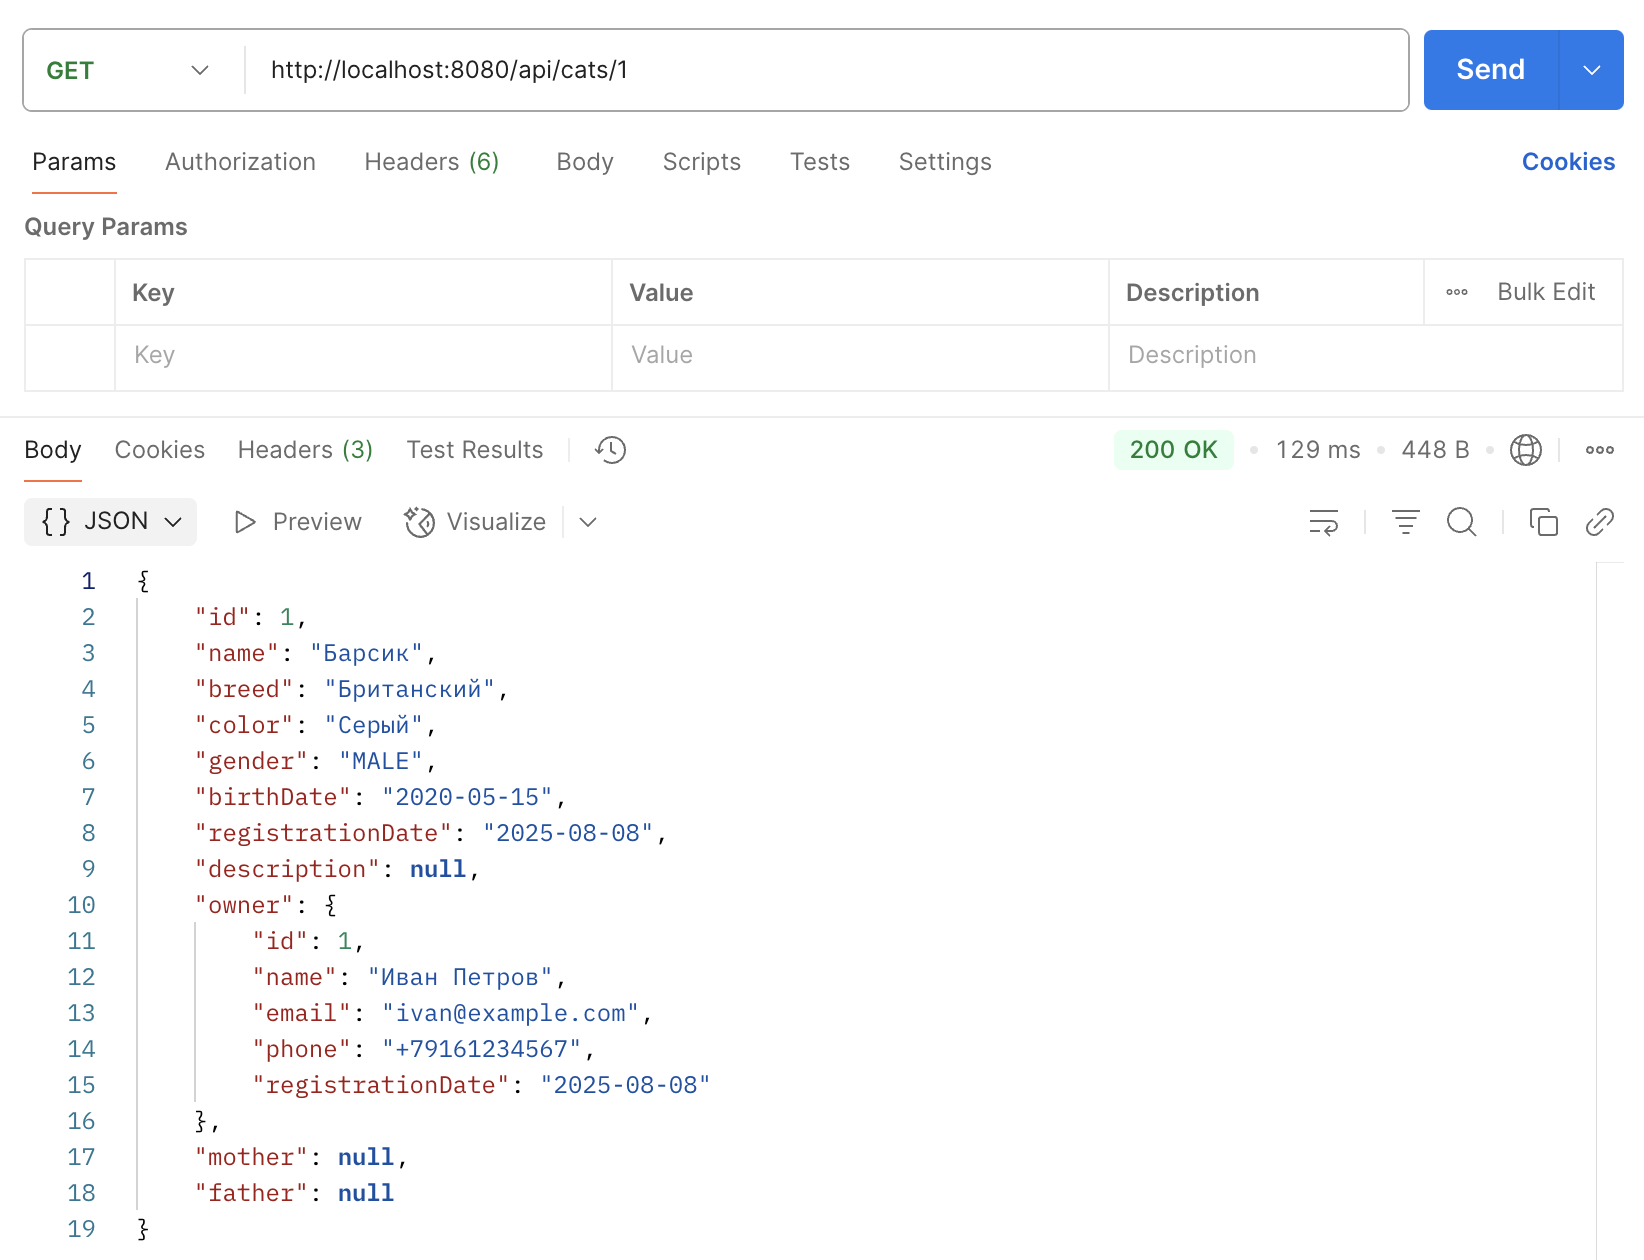 GET http://localhost:8080/api/cats/1 Send
Params Authorization Headers (6) Body Scripts Tests Settings Cookies
Query Params
Key Value Description Bulk Edit
Key Value Description
Body Cookies Headers (3) Test Results 200 OK • 129 ms • 448 B •
{ } JSON Preview Visualize
1 {
2 "id": 1,
3 "name": "Барсик",
4 "breed": "Британский",
5 "color": "Серый",
6 "gender": "MALE",
7 "birthDate": "2020-05-15",
8 "registrationDate": "2025-08-08",
9 "description": null,
10 "owner": {
11 "id": 1,
12 "name": "Иван Петров",
13 "email": "ivan@example.com",
14 "phone": "+79161234567",
15 "registrationDate": "2025-08-08"
16 },
17 "mother": null,
18 "father": null
19 }